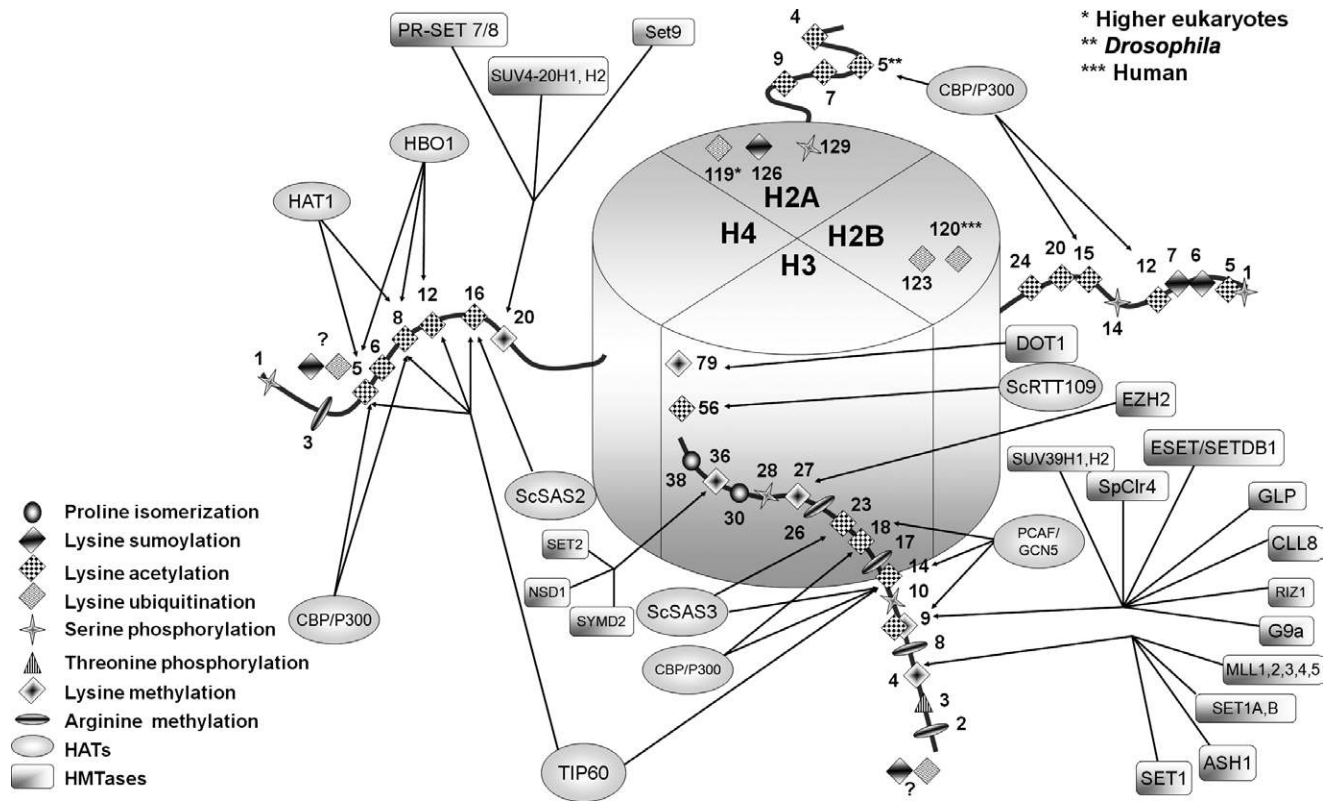 PR-SET 7/8
Set9
SUV4-20H1, H2
HBO1
HAT1
4
9
7
5**
CBP/P300
* Higher eukaryotes
** Drosophila
*** Human
119*
126
129
H2A
H4
H2B
H3
120***
123
24
20
15
14
12
7
6
5
1
1
?
3
5
6
8
12
16
20
79
56
DOT1
ScRTT109
EZH2
38
36
30
28
27
26
23
18
17
14
10
9
8
4
3
2
?
ScSAS2
SET2
NSD1
SYMD2
ScSAS3
CBP/P300
CBP/P300
TIP60
PCAF/
GCN5
SUV39H1,H2
SpClr4
ESET/SETDB1
GLP
CLL8
RIZ1
G9a
MLL1,2,3,4,5
SET1A,B
ASH1
SET1
Proline isomerization
Lysine sumoylation
Lysine acetylation
Lysine ubiquitination
Serine phosphorylation
Threonine phosphorylation
Lysine methylation
Arginine methylation
HATs
HMTases